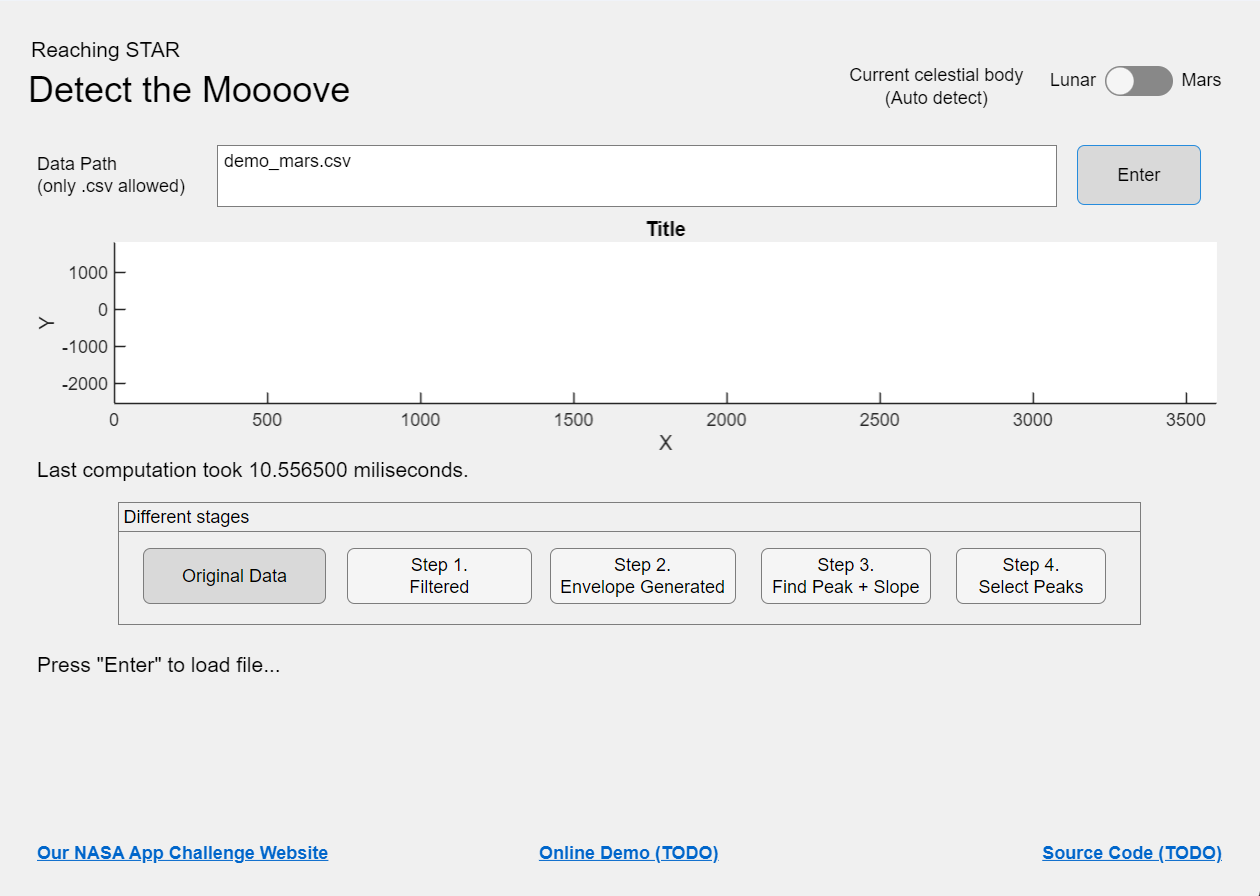 Reaching STAR
Detect the Moooove
Current celestial body
(Auto detect)
Lunar
Mars
Data Path
(only .csv allowed)
demo_mars.csv
Enter
Title
1000
0
-1000
-2000
Y
0
500
1000
1500
2000
2500
3000
3500
X
Last computation took 10.556500 miliseconds.
Different stages
Original Data
Step 1.
Filtered
Step 2.
Envelope Generated
Step 3.
Find Peak + Slope
Step 4.
Select Peaks
Press "Enter" to load file...
Our NASA App Challenge Website
Online Demo (TODO)
Source Code (TODO)